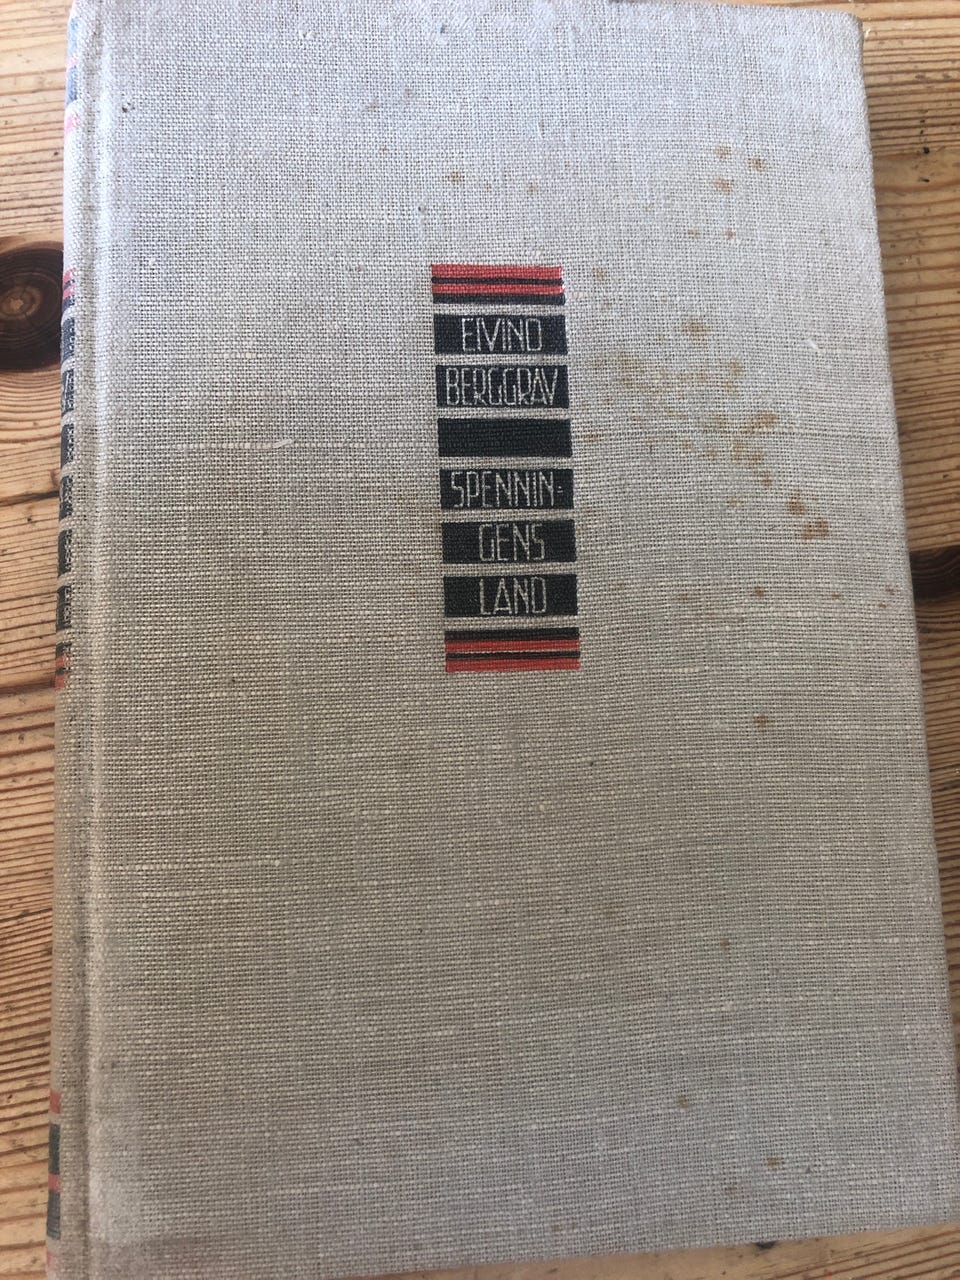 EIVIND
BERGGRAV
SPENNIN-
GENS
LAND